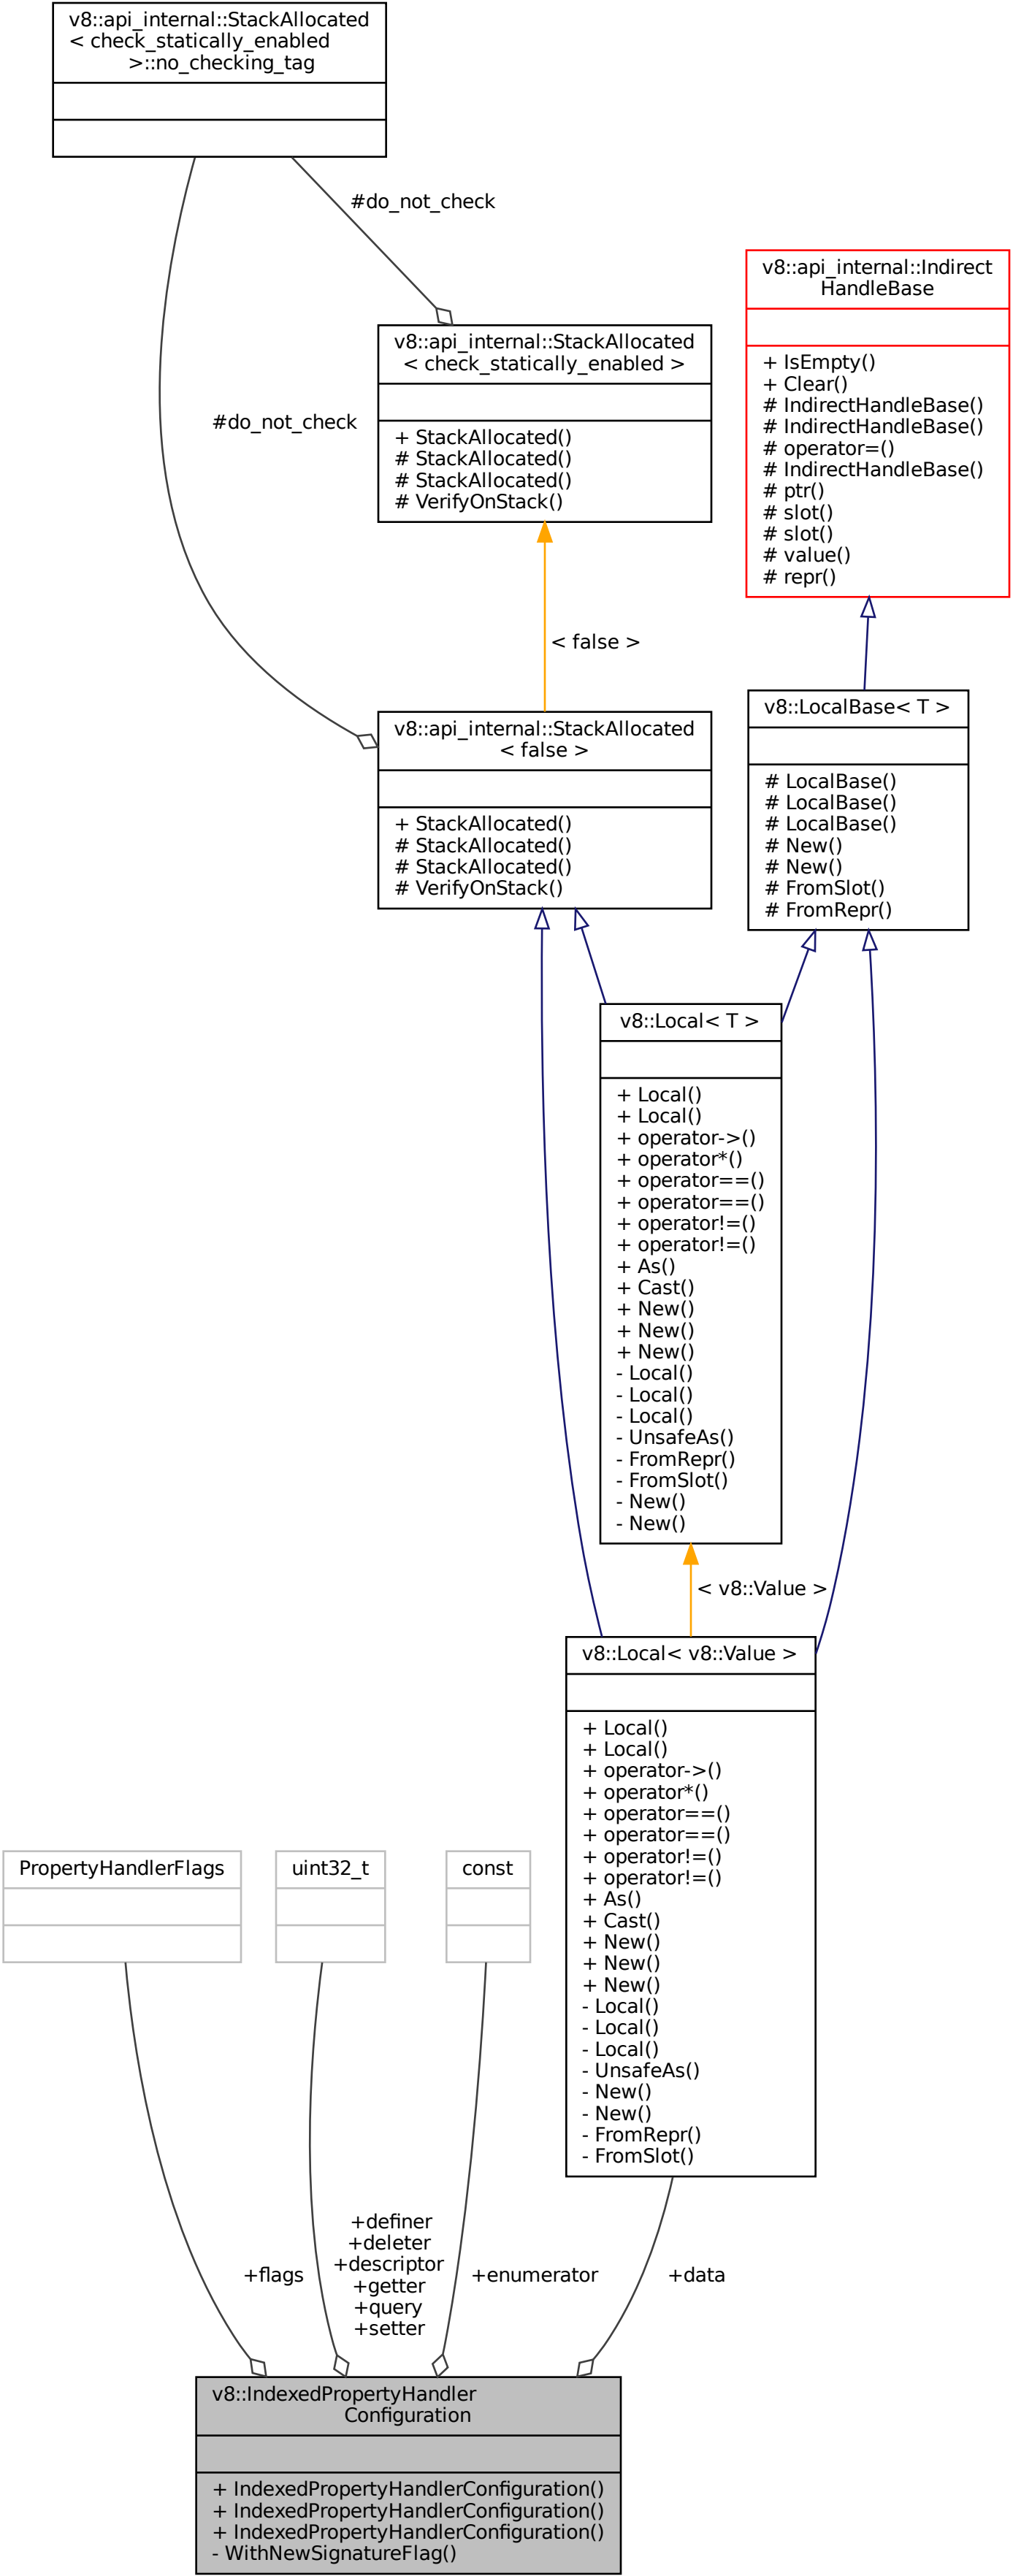 v8::api_internal::StackAllocated
< check_statically_enabled
>::no_checking_tag
#do_not_check
v8::api_internal::Indirect
HandleBase
+ IsEmpty()
+ Clear()
# IndirectHandleBase()
# IndirectHandleBase()
# operator=()
# IndirectHandleBase()
# ptr()
# slot()
# slot()
# value()
# repr()
v8::api_internal::StackAllocated
< check_statically_enabled >
+ StackAllocated()
# StackAllocated()
# StackAllocated()
# VerifyOnStack()
#do_not_check
< false >
v8::api_internal::StackAllocated
< false >
+ StackAllocated()
# StackAllocated()
# StackAllocated()
# VerifyOnStack()
v8::LocalBase< T >
# LocalBase()
# LocalBase()
# LocalBase()
# New()
# New()
# FromSlot()
# FromRepr()
v8::Local< T >
+ Local()
+ Local()
+ operator->()
+ operator*()
+ operator==()
+ operator==()
+ operator!=()
+ operator!=()
+ As()
+ Cast()
+ New()
+ New()
+ New()
- Local()
- Local()
- Local()
- UnsafeAs()
- FromRepr()
- FromSlot()
- New()
- New()
< v8::Value >
v8::Local< v8::Value >
+ Local()
+ Local()
+ operator->()
+ operator*()
+ operator==()
+ operator==()
+ operator!=()
+ operator!=()
+ As()
+ Cast()
+ New()
+ New()
+ New()
- Local()
- Local()
- Local()
- UnsafeAs()
- New()
- New()
- FromRepr()
- FromSlot()
PropertyHandlerFlags
uint32_t
const
+flags
+definer
+deleter
+descriptor
+getter
+query
+setter
+enumerator
+data
v8::IndexedPropertyHandler
Configuration
+ IndexedPropertyHandlerConfiguration()
+ IndexedPropertyHandlerConfiguration()
+ IndexedPropertyHandlerConfiguration()
- WithNewSignatureFlag()